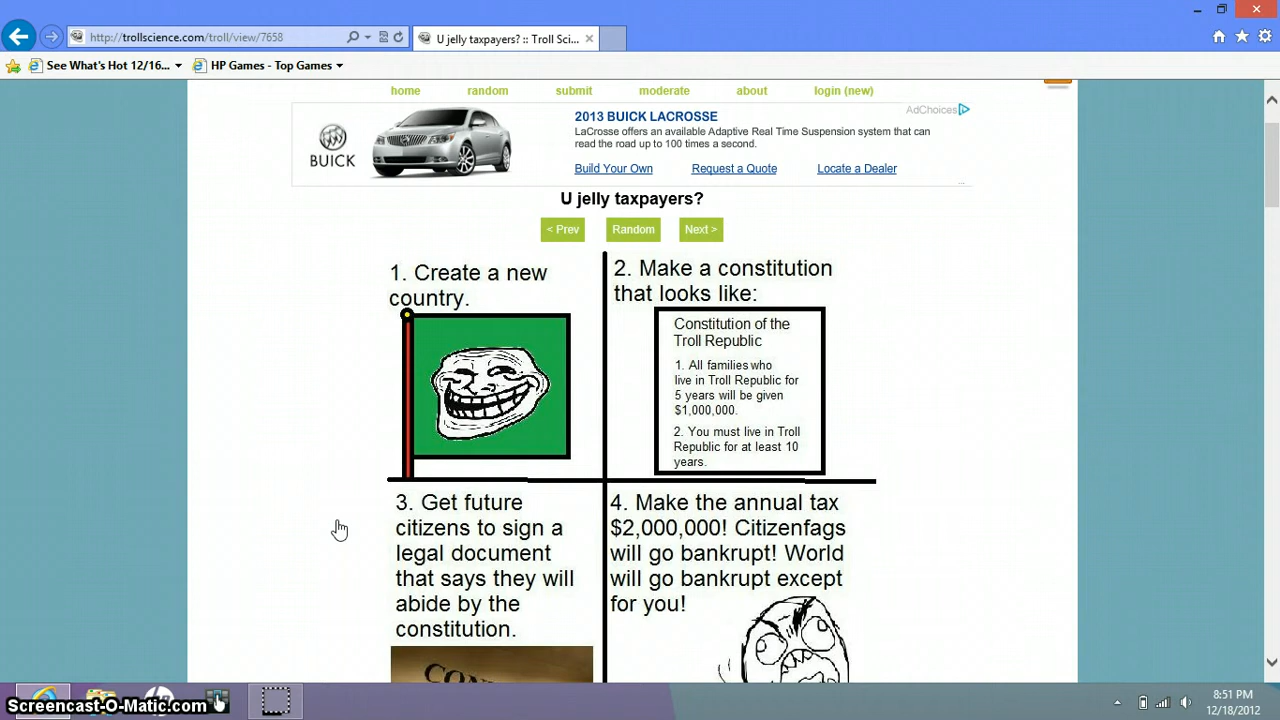 http://trollscience.com/troll/view/7658
U jelly taxpayers? :: Troll Sci...
See What's Hot 12/16...
HP Games - Top Games
home random submit moderate about login (new)
AdChoices
2013 BUICK LACROSSE
LaCrosse offers an available Adaptive Real Time Suspension system that can
read the road up to 100 times a second.
BUICK
Build Your Own Request a Quote Locate a Dealer
...
U jelly taxpayers?
< Prev Random Next >
1. Create a new
country.
2. Make a constitution
that looks like:
Constitution of the
Troll Republic
1. All families who
live in Troll Republic for
5 years will be given
$1,000,000.
2. You must live in Troll
Republic for at least 10
years.
3. Get future
citizens to sign a
legal document
that says they will
abide by the
constitution.
4. Make the annual tax
$2,000,000! Citizenfags
will go bankrupt! World
will go bankrupt except
for you!
Screencast-O-Matic.com
8:51 PM
12/18/2012